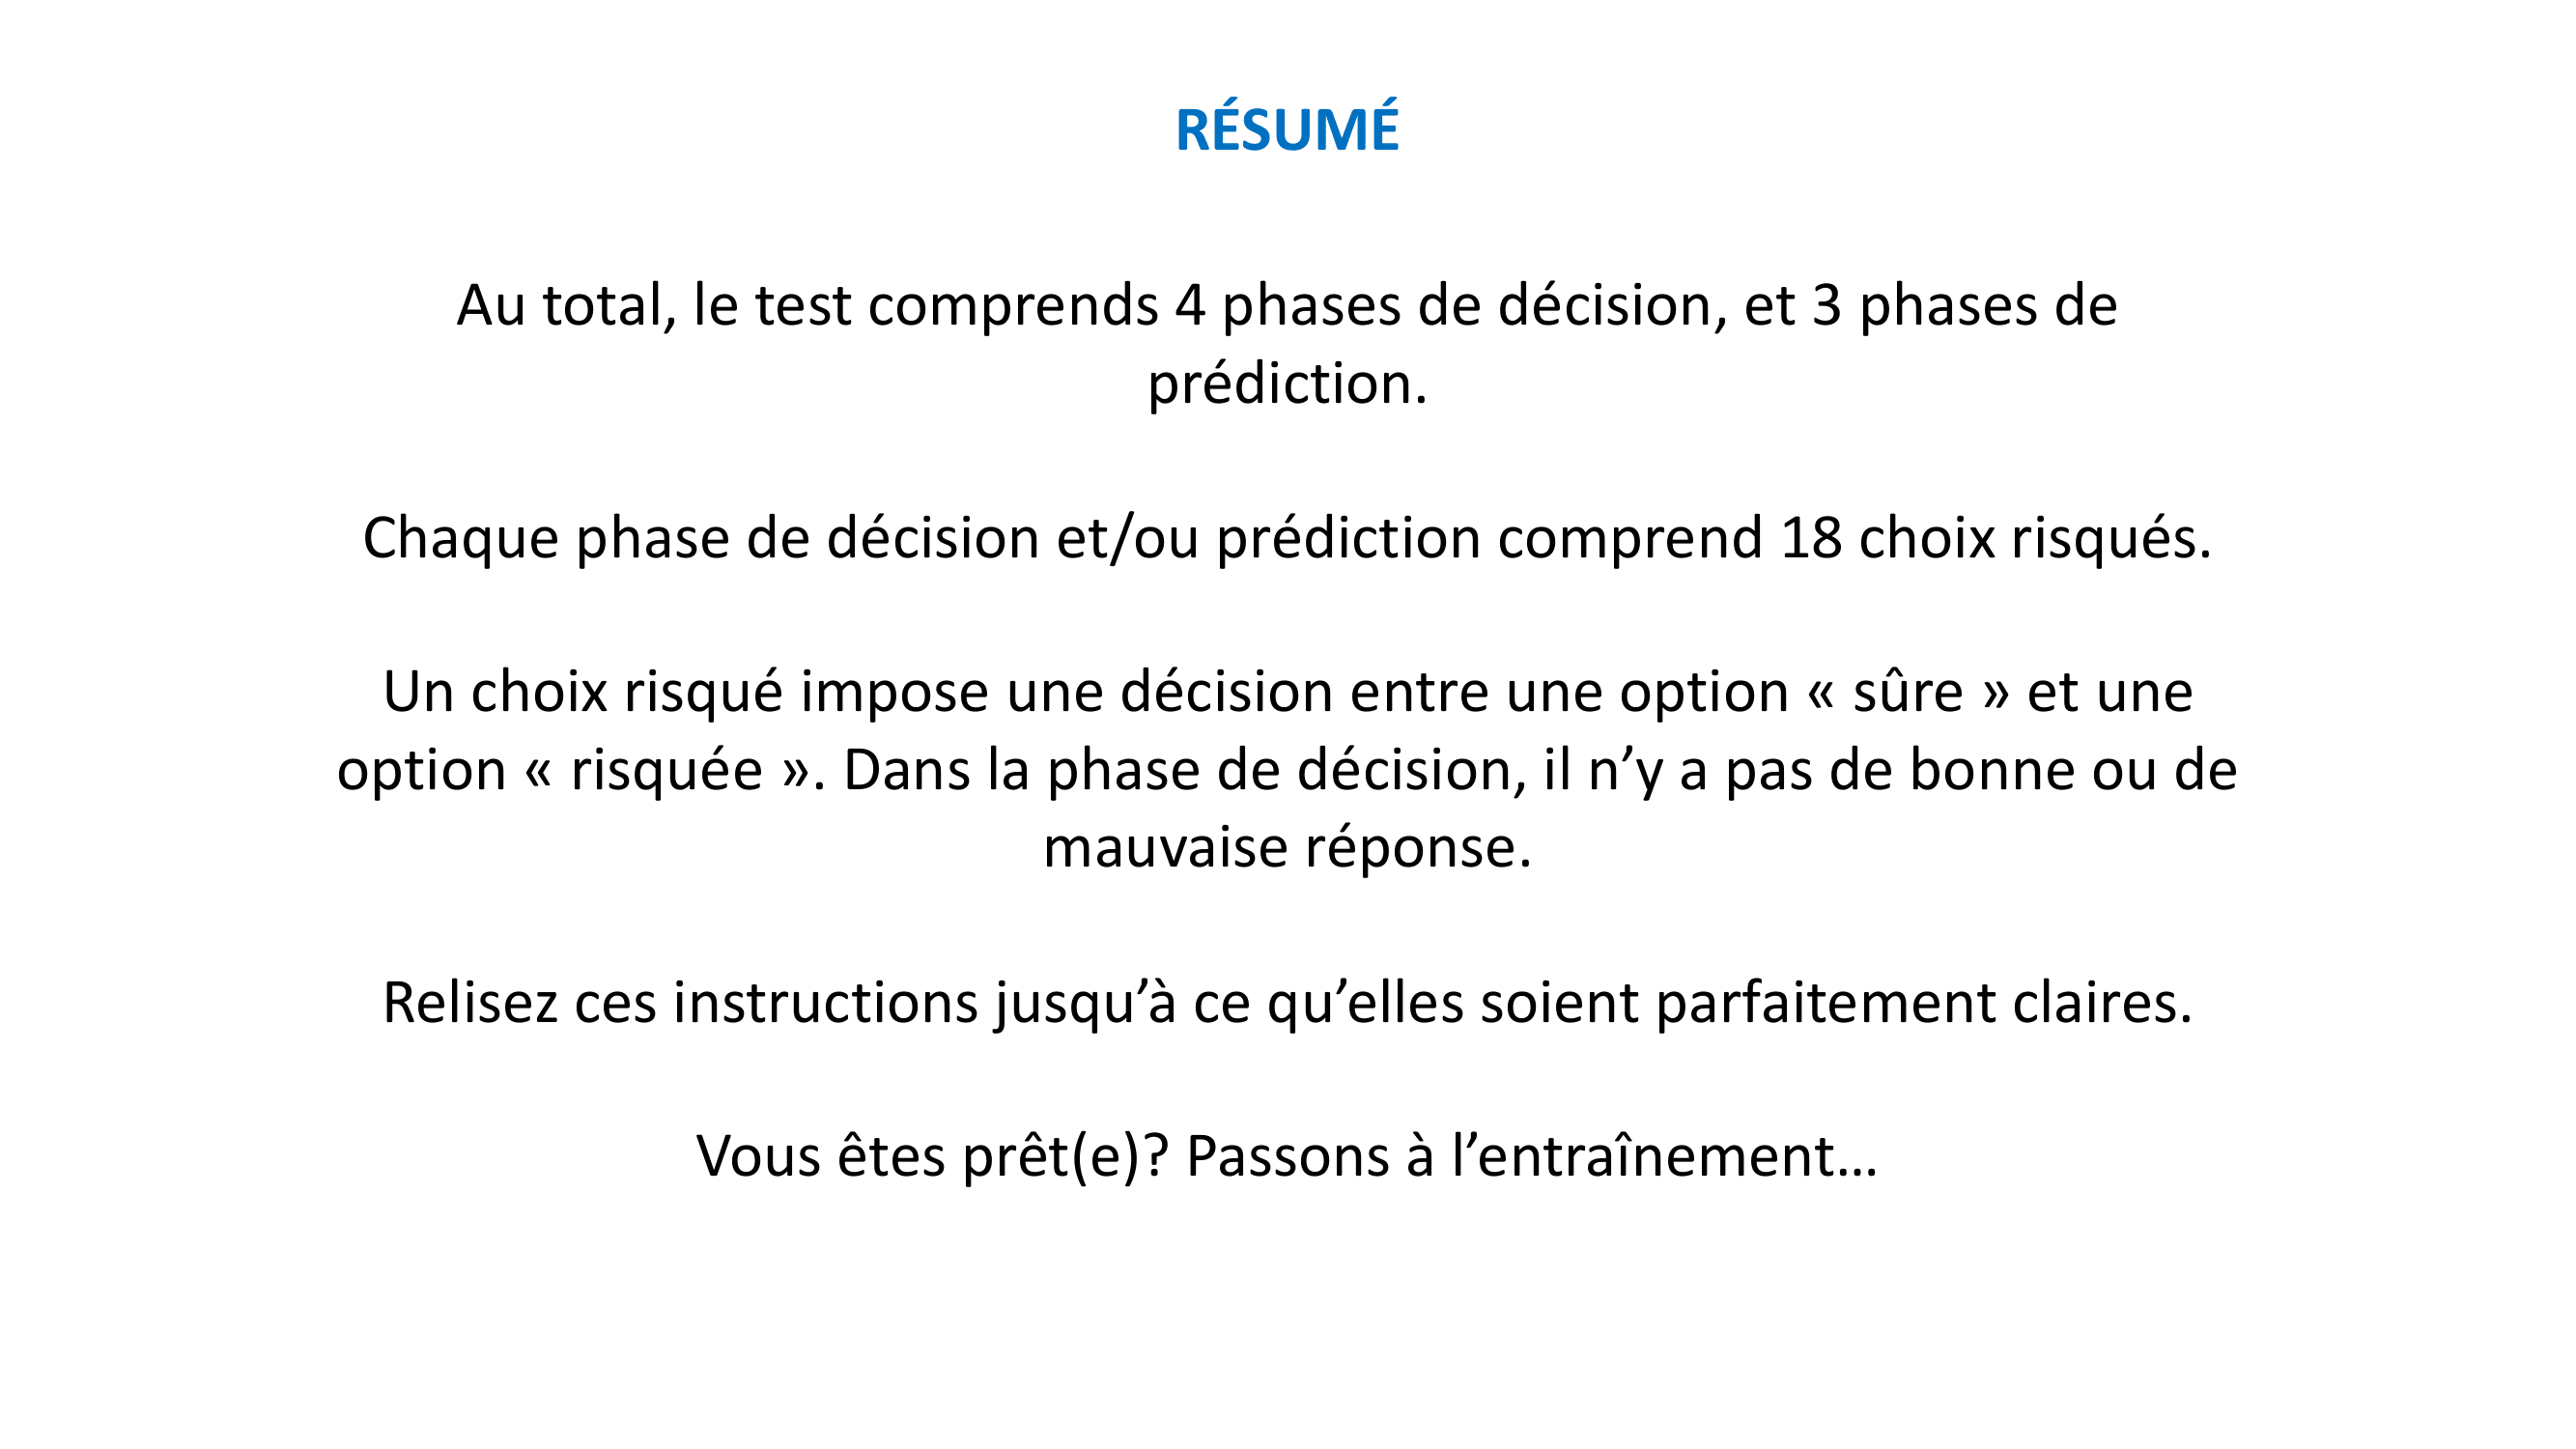 RÉSUMÉ
Au total, le test comprends 4 phases de décision, et 3 phases de
prédiction.
Chaque phase de décision et/ou prédiction comprend 18 choix risqués.
Un choix risqué impose une décision entre une option « sûre » et une
option « risquée ». Dans la phase de décision, il n’y a pas de bonne ou de
mauvaise réponse.
Relisez ces instructions jusqu’à ce qu’elles soient parfaitement claires.
Vous êtes prêt(e)? Passons à l’entraînement…